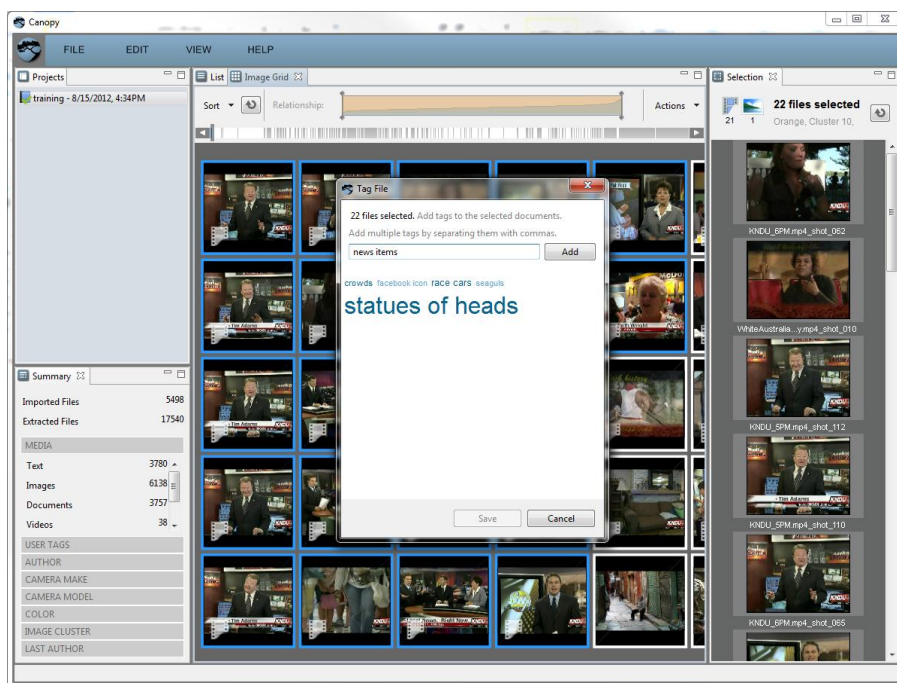 Canopy
FILE EDIT VIEW HELP
Projects
training - 8/15/2012, 4:34PM
List Image Grid
Sort Relationship: Actions
Selection
22 files selected
21 1 Orange, Cluster 10,
Tag File
22 files selected. Add tags to the selected documents.
Add multiple tags by separating them with commas.
news items Add
crowds facebook icon race cars seagulls
statues of heads
Save Cancel
KNDU_6PM.mp4_shot_062
WhiteAustralia...y.mp4_shot_010
KNDU_5PM.mp4_shot_112
KNDU_5PM.mp4_shot_110
KNDU_6PM.mp4_shot_065
Summary
Imported Files 5498
Extracted Files 17540
MEDIA
Text 3780
Images 6138
Documents 3757
Videos 38
USER TAGS
AUTHOR
CAMERA MAKE
CAMERA MODEL
COLOR
IMAGE CLUSTER
LAST AUTHOR